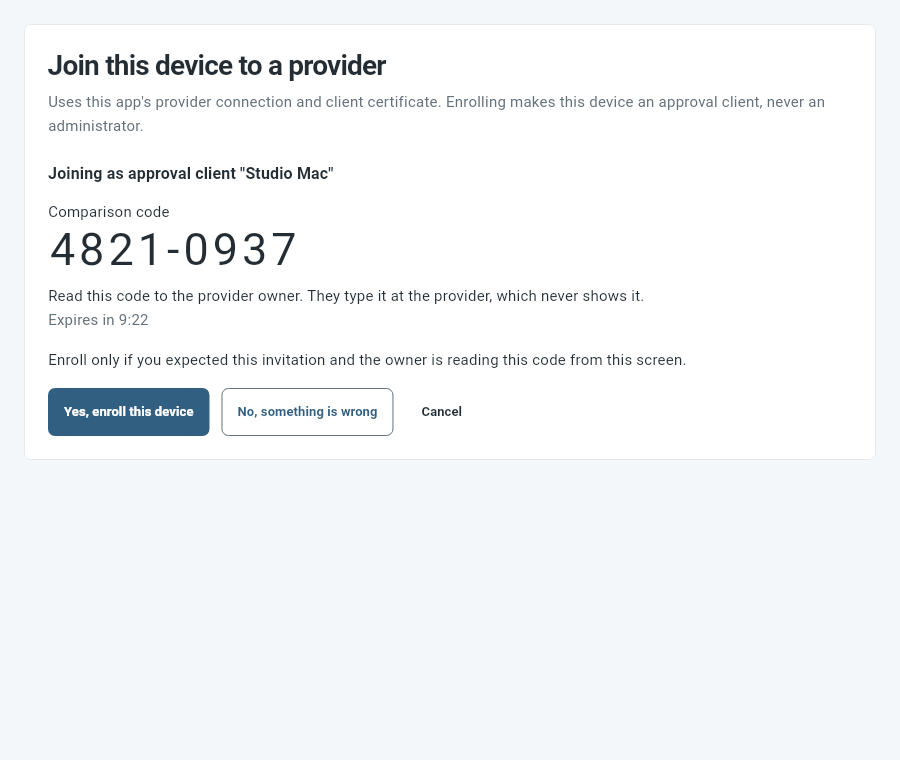 Join this device to a provider
Uses this app's provider connection and client certificate. Enrolling makes this device an approval client, never an
administrator.
Joining as approval client "Studio Mac"
Comparison code
4821-0937
Read this code to the provider owner. They type it at the provider, which never shows it.
Expires in 9:22
Enroll only if you expected this invitation and the owner is reading this code from this screen.
Yes, enroll this device
No, something is wrong
Cancel